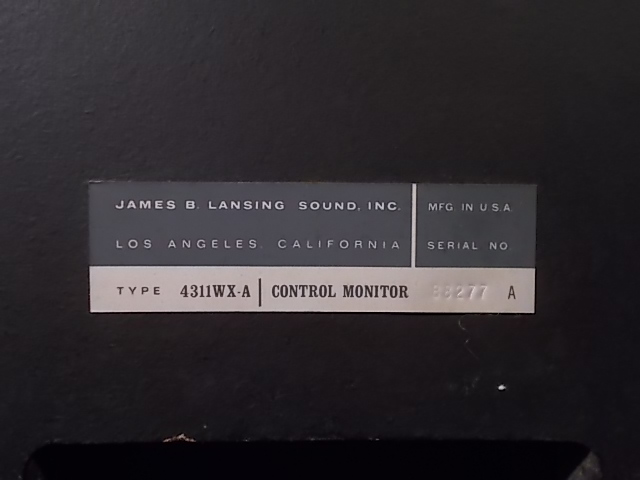 JAMES B. LANSING SOUND, INC.
LOS ANGELES, CALIFORNIA
MFG. IN U.S.A.
SERIAL NO.
TYPE 4311WX-A CONTROL MONITOR A